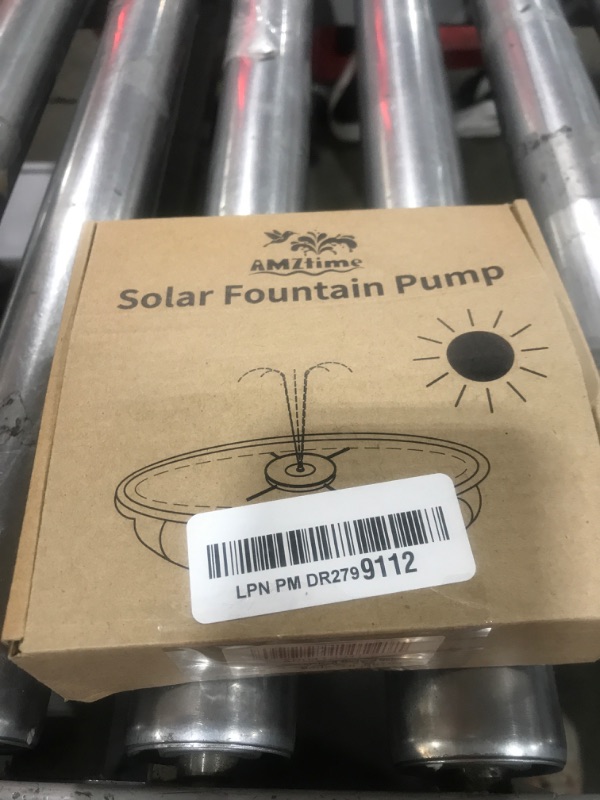 AMZtime
Solar Fountain Pump
LPN PM DR2799112